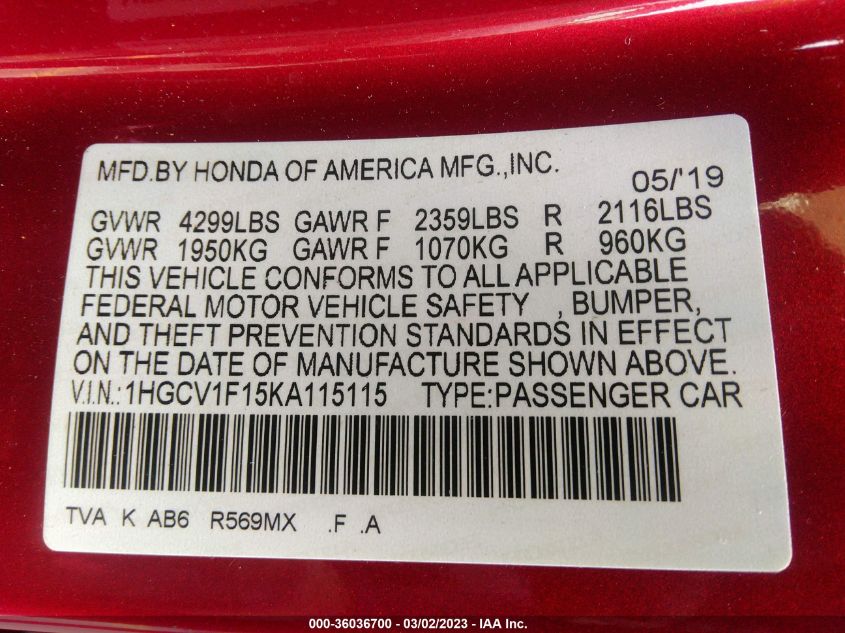 MFD.BY HONDA OF AMERICA MFG.,INC. 05/'19
GVWR 4299LBS GAWR F 2359LBS R 2116LBS
GVWR 1950KG GAWR F 1070KG R 960KG
THIS VEHICLE CONFORMS TO ALL APPLICABLE
FEDERAL MOTOR VEHICLE SAFETY , BUMPER,
AND THEFT PREVENTION STANDARDS IN EFFECT
ON THE DATE OF MANUFACTURE SHOWN ABOVE.
V.I.N.:1HGCV1F15KA115115 TYPE:PASSENGER CAR
TVA K AB6 R569MX .F .A
000-36036700 — 03/02/2023 — IAA Inc.